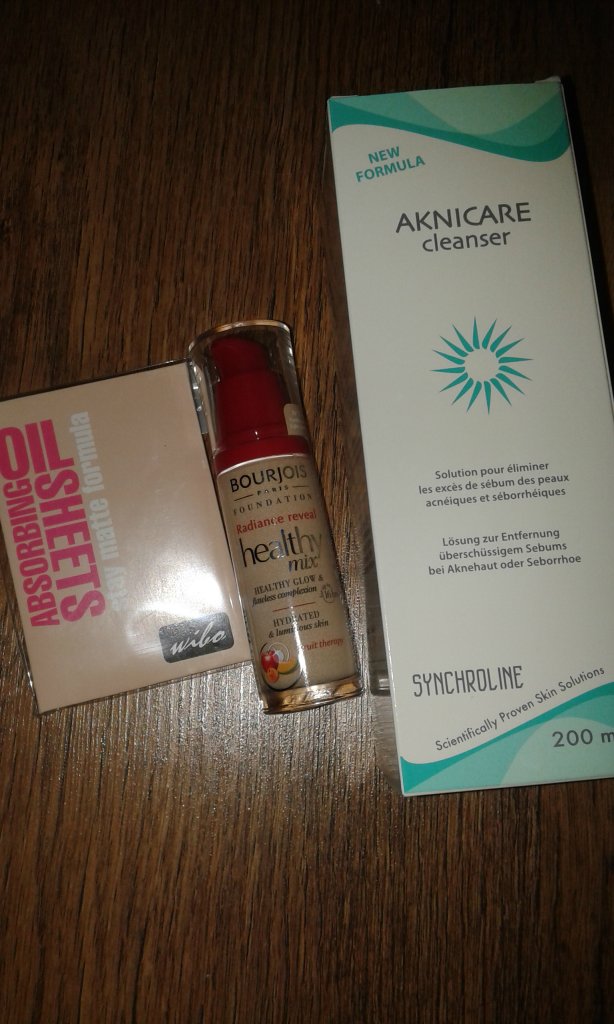 OIL
ABSORBING
SHEETS
stay matte formula
wibo
BOURJOIS
PARIS
FOUNDATION
Radiance reveal
healthy
mix
HEALTHY GLOW &
flawless complexion
HYDRATED
& luminous skin
fruit therapy
NEW
FORMULA
AKNICARE
cleanser
Solution pour éliminer
les excès de sébum des peaux
acnéiques et séborrhéiques
Lösung zur Entfernung
überschüssigem Sebums
bei Aknehaut oder Seborrhoe
SYNCHROLINE
Scientifically Proven Skin Solutions
200 m